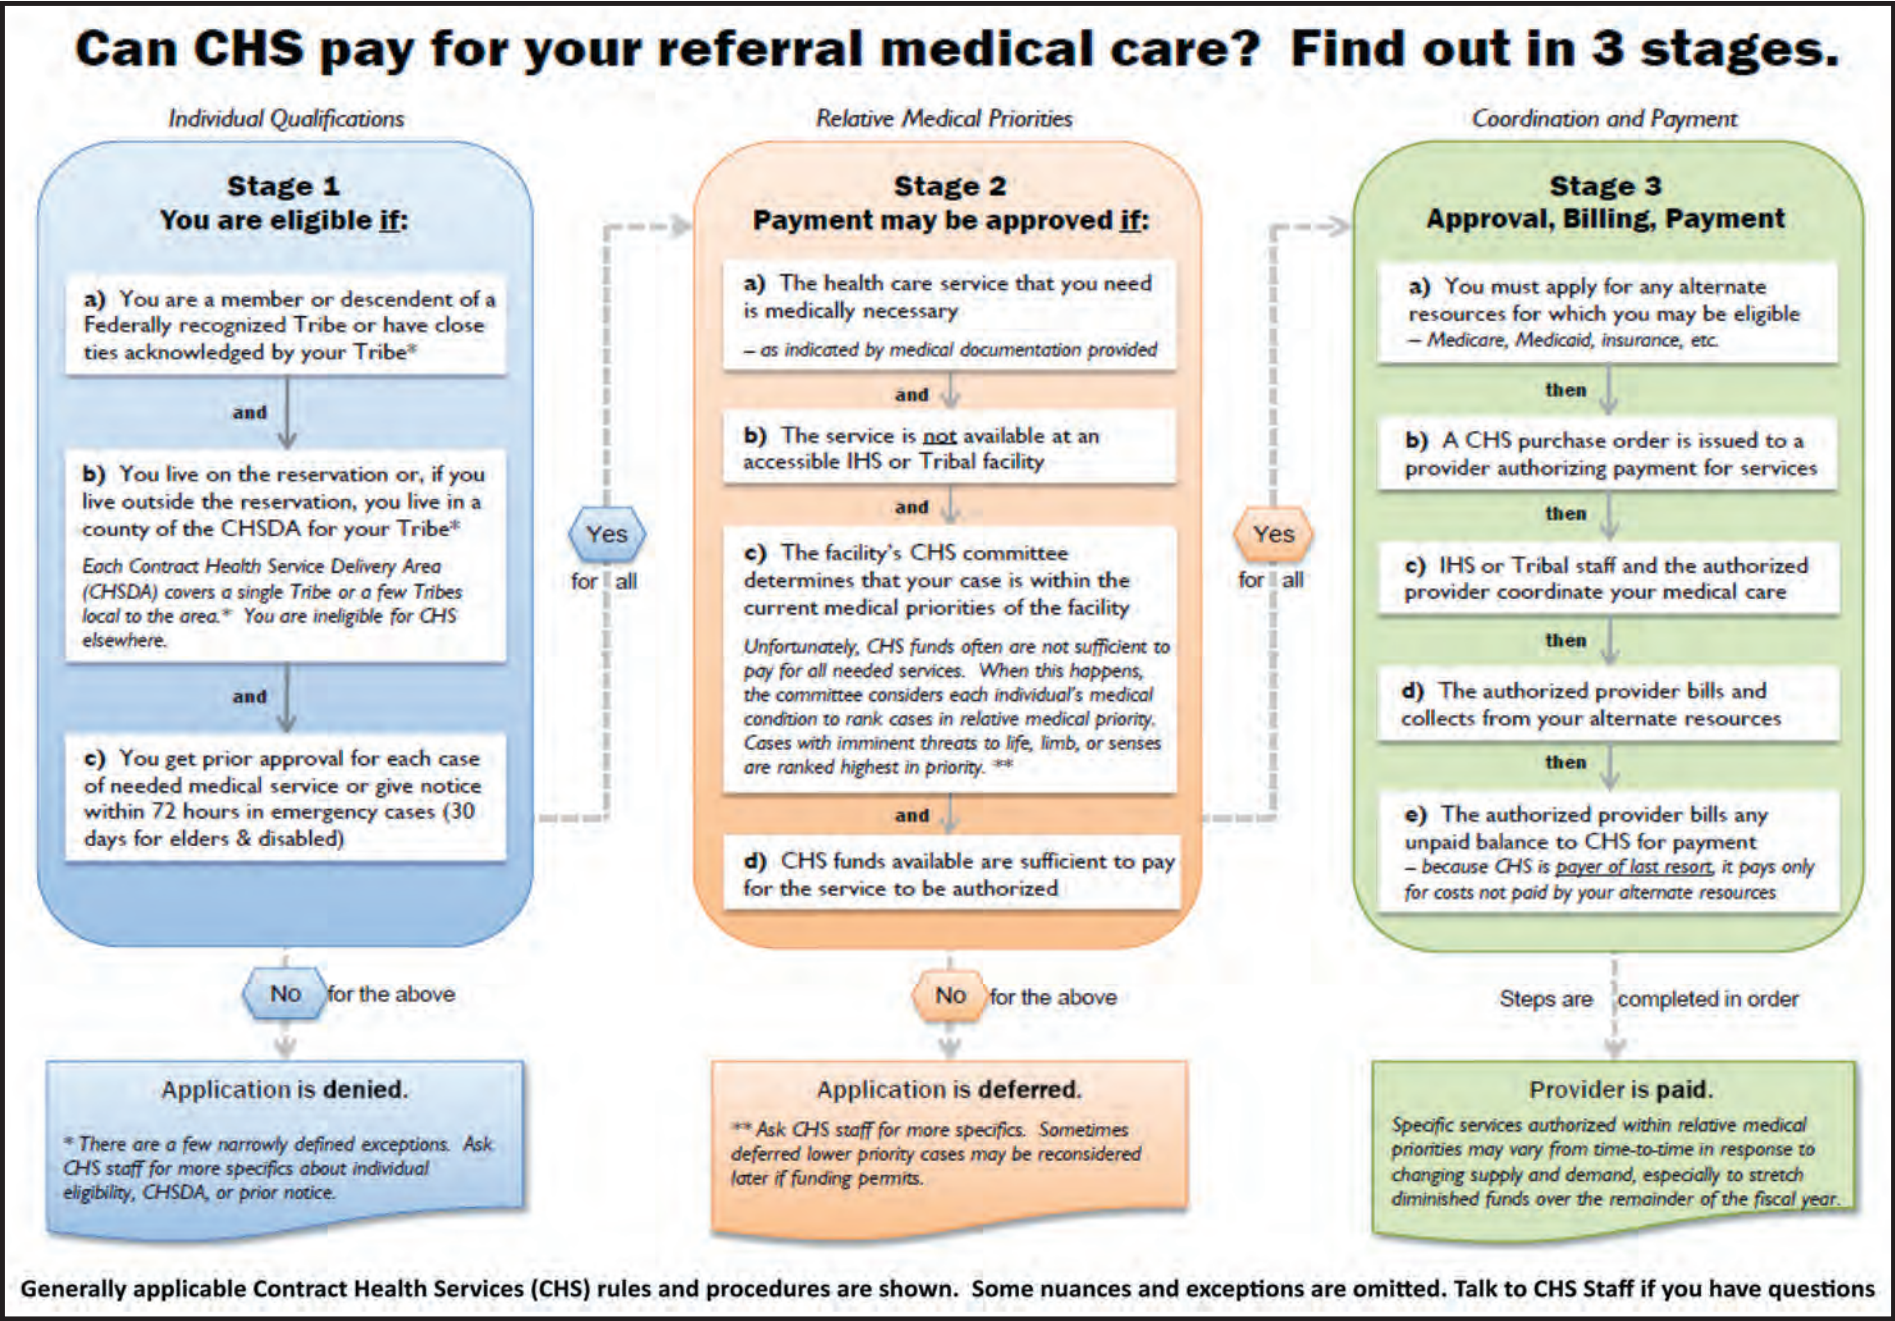 Can CHS pay for your referral medical care?  Find out in 3 stages.
Individual Qualifications
Stage 1
You are eligible if:
a) You are a member or descendent of a
Federally recognized Tribe or have close
ties acknowledged by your Tribe*
and
b) You live on the reservation or, if you
live outside the reservation, you live in a
county of the CHSDA for your Tribe*
Each Contract Health Service Delivery Area
(CHSDA) covers a single Tribe or a few Tribes
local to the area.* You are ineligible for CHS
elsewhere.
and
c) You get prior approval for each case
of needed medical service or give notice
within 72 hours in emergency cases (30
days for elders & disabled)
Yes
for all
No for the above
Application is denied.
* There are a few narrowly defined exceptions. Ask
CHS staff for more specifics about individual
eligibility, CHSDA, or prior notice.
Relative Medical Priorities
Stage 2
Payment may be approved if:
a) The health care service that you need
is medically necessary
– as indicated by medical documentation provided
and
b) The service is not available at an
accessible IHS or Tribal facility
and
c) The facility's CHS committee
determines that your case is within the
current medical priorities of the facility
Unfortunately, CHS funds often are not sufficient to
pay for all needed services. When this happens,
the committee considers each individual's medical
condition to rank cases in relative medical priority.
Cases with imminent threats to life, limb, or senses
are ranked highest in priority. **
and
d) CHS funds available are sufficient to pay
for the service to be authorized
Yes
for all
No for the above
Application is deferred.
** Ask CHS staff for more specifics. Sometimes
deferred lower priority cases may be reconsidered
later if funding permits.
Coordination and Payment
Stage 3
Approval, Billing, Payment
a) You must apply for any alternate
resources for which you may be eligible
– Medicare, Medicaid, insurance, etc.
then
b) A CHS purchase order is issued to a
provider authorizing payment for services
then
c) IHS or Tribal staff and the authorized
provider coordinate your medical care
then
d) The authorized provider bills and
collects from your alternate resources
then
e) The authorized provider bills any
unpaid balance to CHS for payment
– because CHS is payer of last resort, it pays only
for costs not paid by your alternate resources
Steps are completed in order
Provider is paid.
Specific services authorized within relative medical
priorities may vary from time-to-time in response to
changing supply and demand, especially to stretch
diminished funds over the remainder of the fiscal year.
Generally applicable Contract Health Services (CHS) rules and procedures are shown. Some nuances and exceptions are omitted. Talk to CHS Staff if you have questions